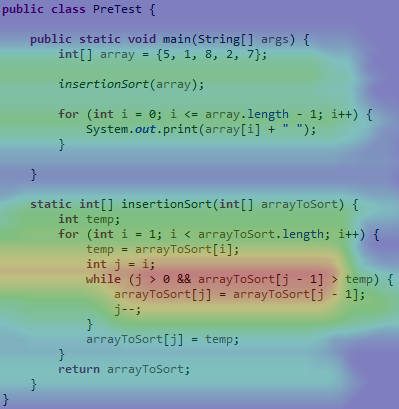 public class PreTest {
public static void main(String[] args) {
int[] array = {5, 1, 8, 2, 7};
insertionSort(array);
for (int i = 0; i <= array.length - 1; i++) {
System.out.print(array[i] + " ");
}
}
static int[] insertionSort(int[] arrayToSort) {
int temp;
for (int i = 1; i < arrayToSort.length; i++) {
temp = arrayToSort[i];
int j = i;
while (j > 0 && arrayToSort[j - 1] > temp) {
arrayToSort[j] = arrayToSort[j - 1];
j--;
}
arrayToSort[j] = temp;
}
return arrayToSort;
}
}